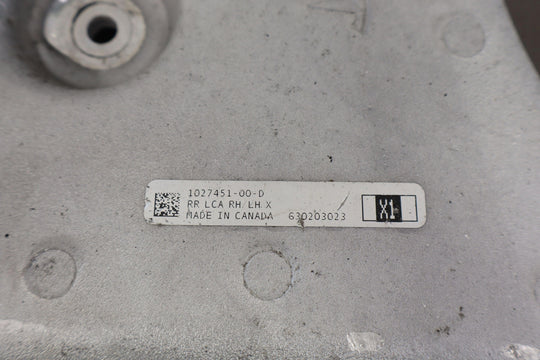 1027451-00-D
RR LCA RH/LH X
MADE IN CANADA 630203023
X1